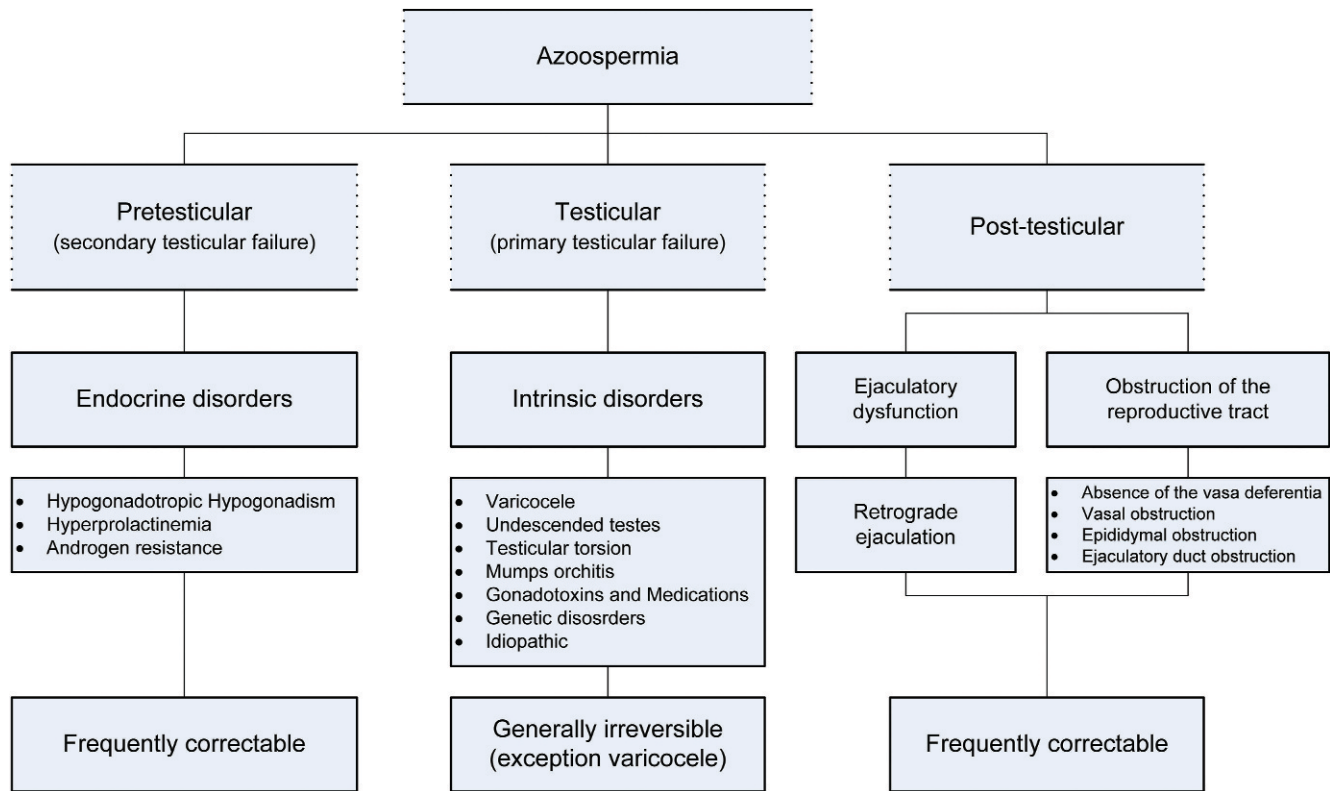 Azoospermia
Pretesticular
(secondary testicular failure)
Testicular
(primary testicular failure)
Post-testicular
Endocrine disorders
Intrinsic disorders
Ejaculatory
dysfunction
Obstruction of the
reproductive tract
• Hypogonadotropic Hypogonadism
• Hyperprolactinemia
• Androgen resistance
• Varicocele
• Undescended testes
• Testicular torsion
• Mumps orchitis
• Gonadotoxins and Medications
• Genetic disosrders
• Idiopathic
Retrograde
ejaculation
• Absence of the vasa deferentia
• Vasal obstruction
• Epididymal obstruction
• Ejaculatory duct obstruction
Frequently correctable
Generally irreversible
(exception varicocele)
Frequently correctable